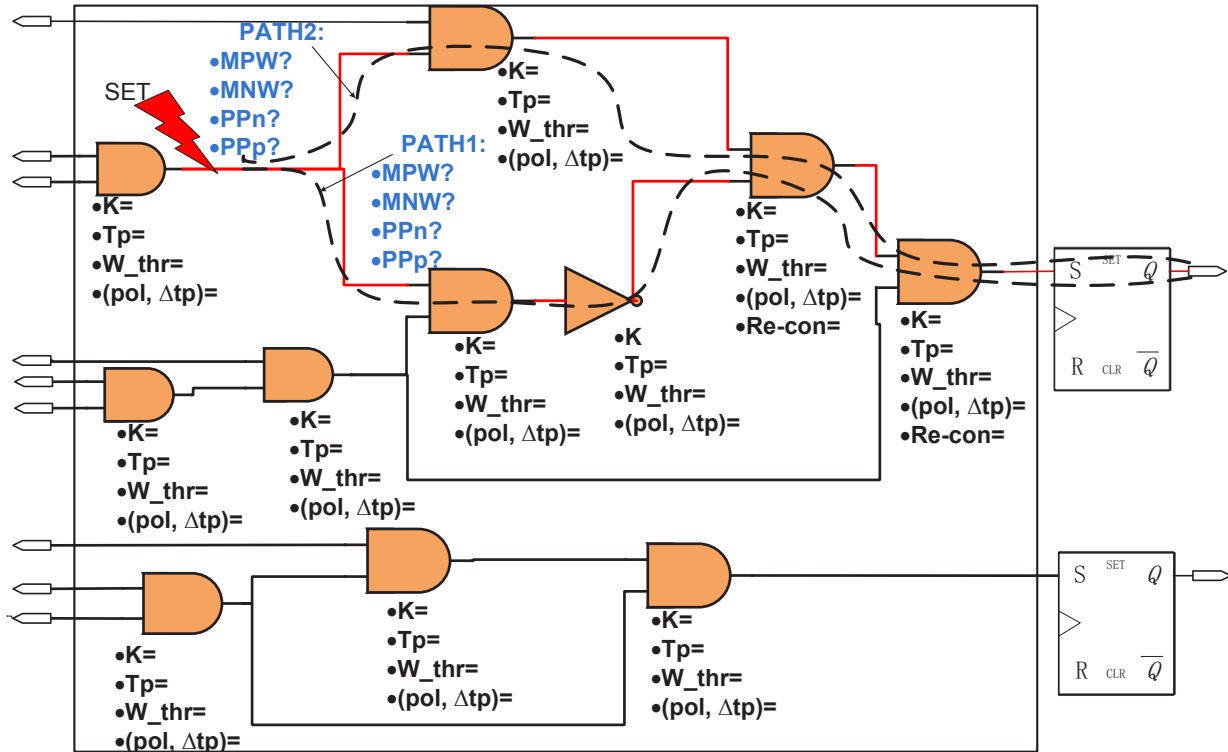 PATH2:
•MPW?
•MNW?
•PPn?
•PPp?
SET
PATH1:
•MPW?
•MNW?
•PPn?
•PPp?
•K=
•Tp=
•W_thr=
•(pol, Δtp)=
•K=
•Tp=
•W_thr=
•(pol, Δtp)=
•K=
•Tp=
•W_thr=
•(pol, Δtp)=
•Re-con=
•K=
•Tp=
•W_thr=
•(pol, Δtp)=
•Re-con=
•K=
•Tp=
•W_thr=
•(pol, Δtp)=
•K
•Tp=
•W_thr=
•(pol, Δtp)=
•K=
•Tp=
•W_thr=
•(pol, Δtp)=
•K=
•Tp=
•W_thr=
•(pol, Δtp)=
S SET Q
R CLR Q̅
•K=
•Tp=
•W_thr=
•(pol, Δtp)=
•K=
•Tp=
•W_thr=
•(pol, Δtp)=
•K=
•Tp=
•W_thr=
•(pol, Δtp)=
S SET Q
R CLR Q̅